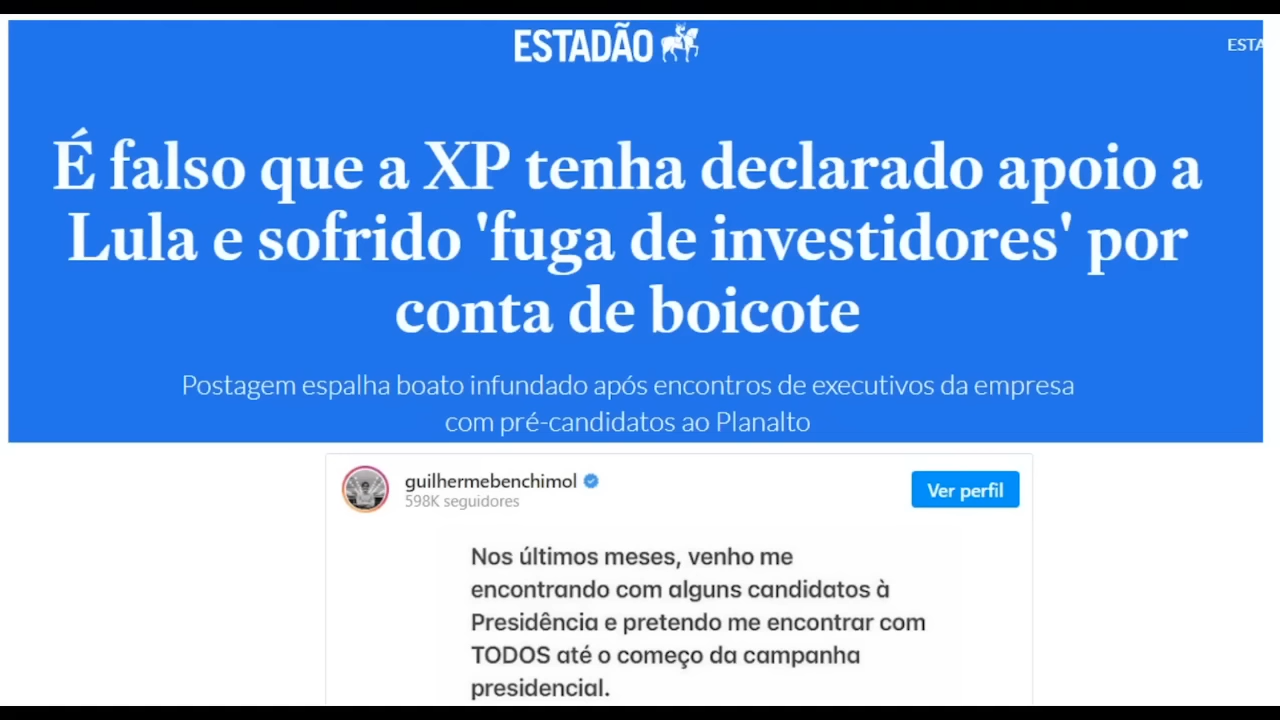 ESTADÃO
ESTA
É falso que a XP tenha declarado apoio a
Lula e sofrido 'fuga de investidores' por
conta de boicote
Postagem espalha boato infundado após encontros de executivos da empresa
com pré-candidatos ao Planalto
guilhermebenchimol
598K seguidores
Ver perfil
Nos últimos meses, venho me
encontrando com alguns candidatos à
Presidência e pretendo me encontrar com
TODOS até o começo da campanha
presidencial.